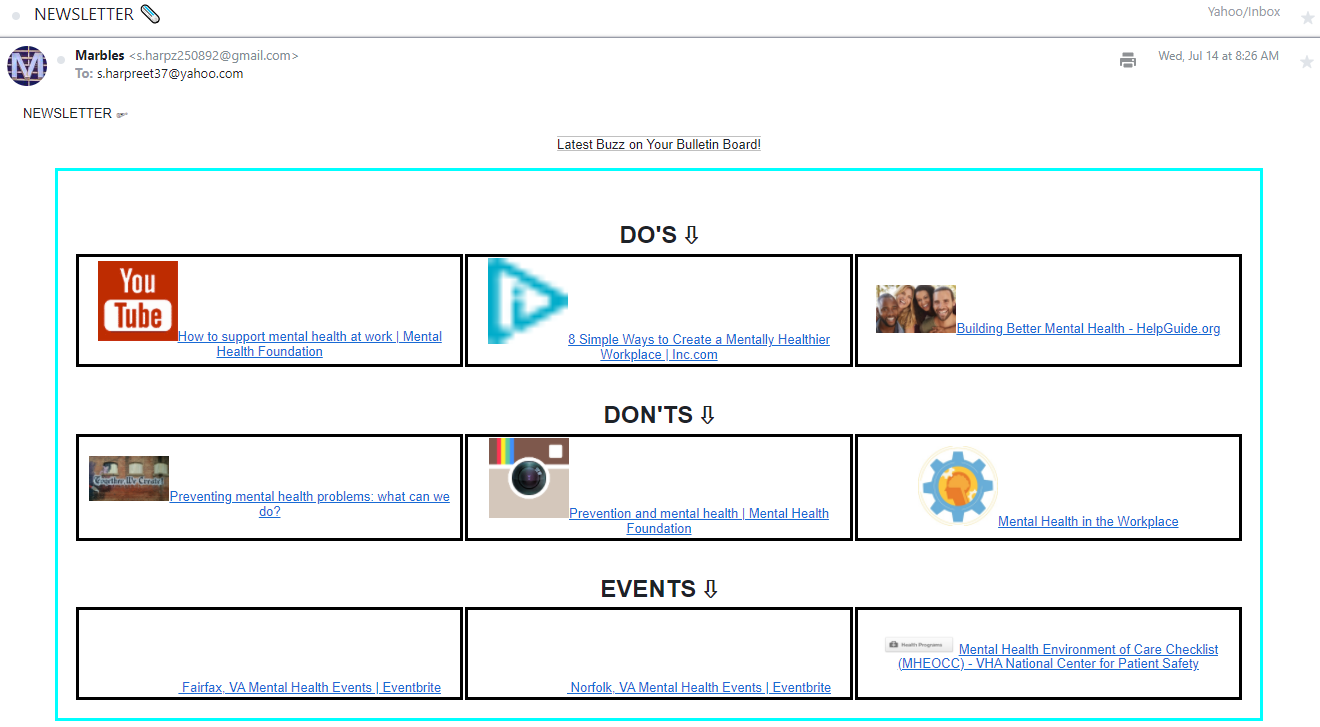 NEWSLETTER
Yahoo/Inbox
M
Marbles <s.harpz250892@gmail.com>
Wed, Jul 14 at 8:26 AM
To: s.harpreet37@yahoo.com
NEWSLETTER
Latest Buzz on Your Bulletin Board!
DO'S ⇩
You
Tube
How to support mental health at work | Mental
Health Foundation
8 Simple Ways to Create a Mentally Healthier
Workplace | Inc.com
Building Better Mental Health - HelpGuide.org
DON'TS ⇩
Together We Create
Preventing mental health problems: what can we
do?
Prevention and mental health | Mental Health
Foundation
Mental Health in the Workplace
EVENTS ⇩
Fairfax, VA Mental Health Events | Eventbrite
Norfolk, VA Mental Health Events | Eventbrite
Health Programs
Mental Health Environment of Care Checklist
(MHEOCC) - VHA National Center for Patient Safety